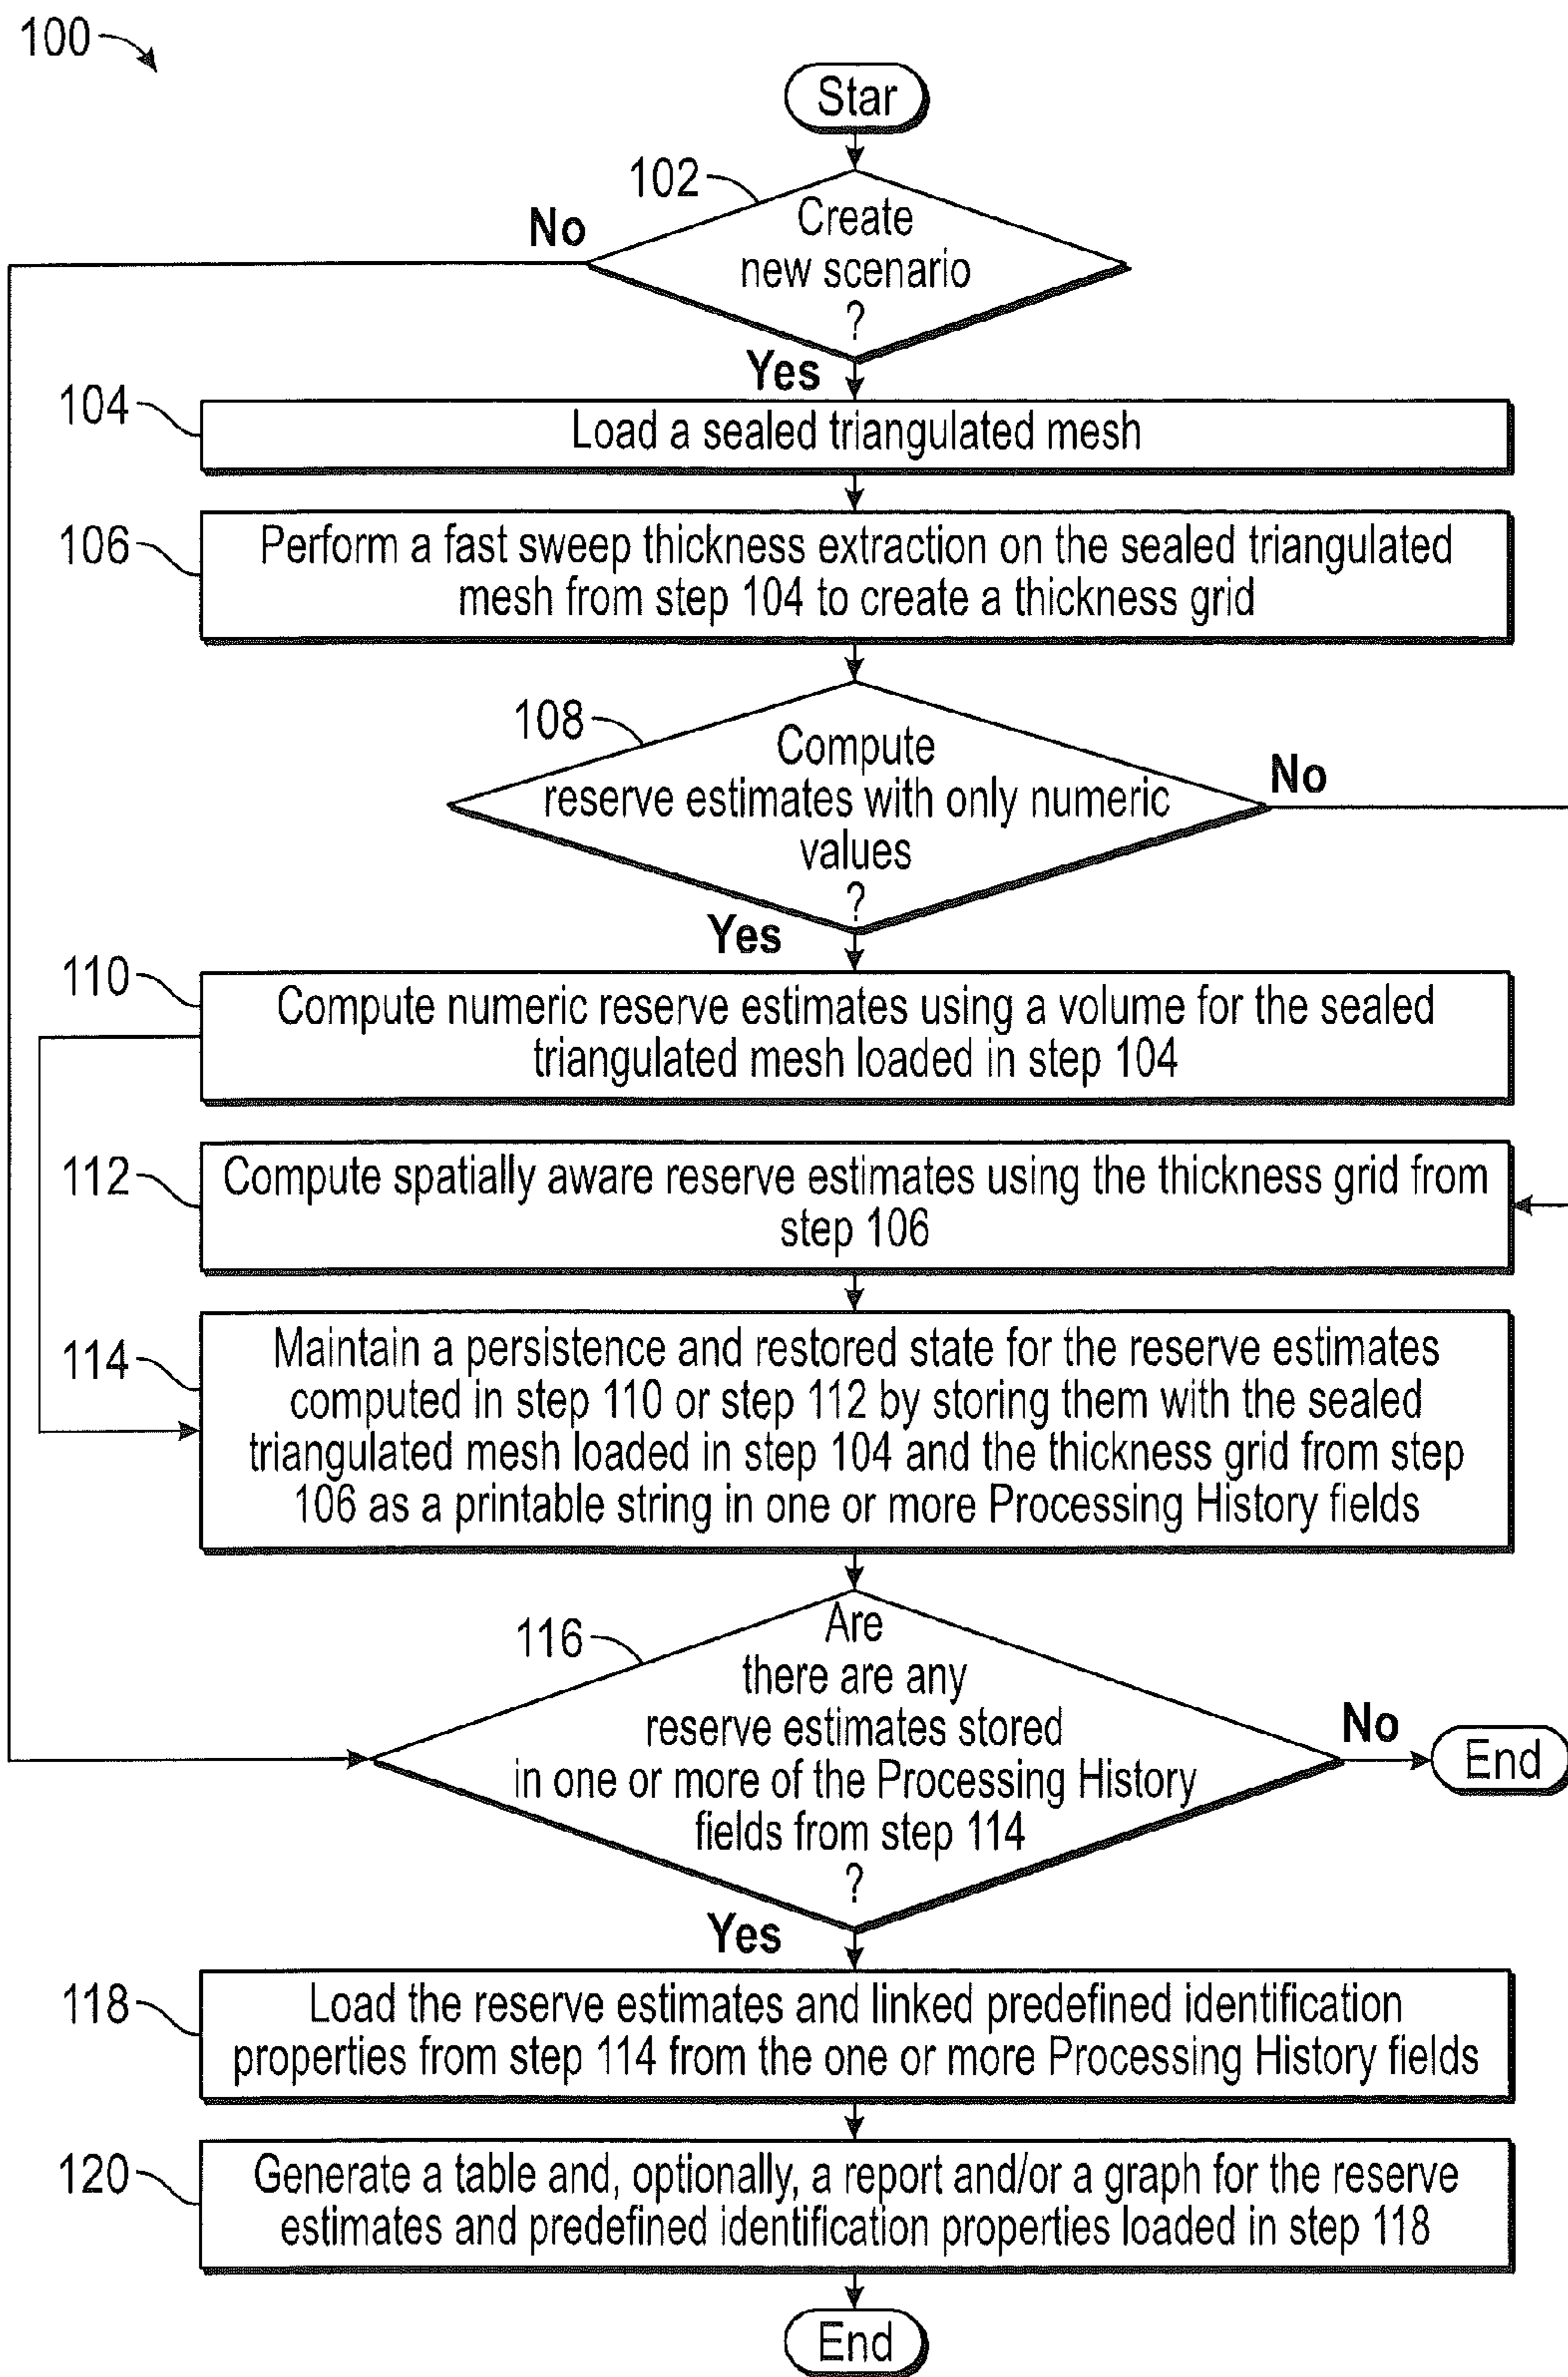 100
Star
102
No
Create
new scenario
?
Yes
104
Load a sealed triangulated mesh
106
Perform a fast sweep thickness extraction on the sealed triangulated
mesh from step 104 to create a thickness grid
108
Compute
reserve estimates with only numeric
values
?
No
Yes
110
Compute numeric reserve estimates using a volume for the sealed
triangulated mesh loaded in step 104
112
Compute spatially aware reserve estimates using the thickness grid from
step 106
114
Maintain a persistence and restored state for the reserve estimates
computed in step 110 or step 112 by storing them with the sealed
triangulated mesh loaded in step 104 and the thickness grid from step
106 as a printable string in one or more Processing History fields
116
Are
there are any
reserve estimates stored
in one or more of the Processing History
fields from step 114
?
No
End
Yes
118
Load the reserve estimates and linked predefined identification
properties from step 114 from the one or more Processing History fields
120
Generate a table and, optionally, a report and/or a graph for the reserve
estimates and predefined identification properties loaded in step 118
End